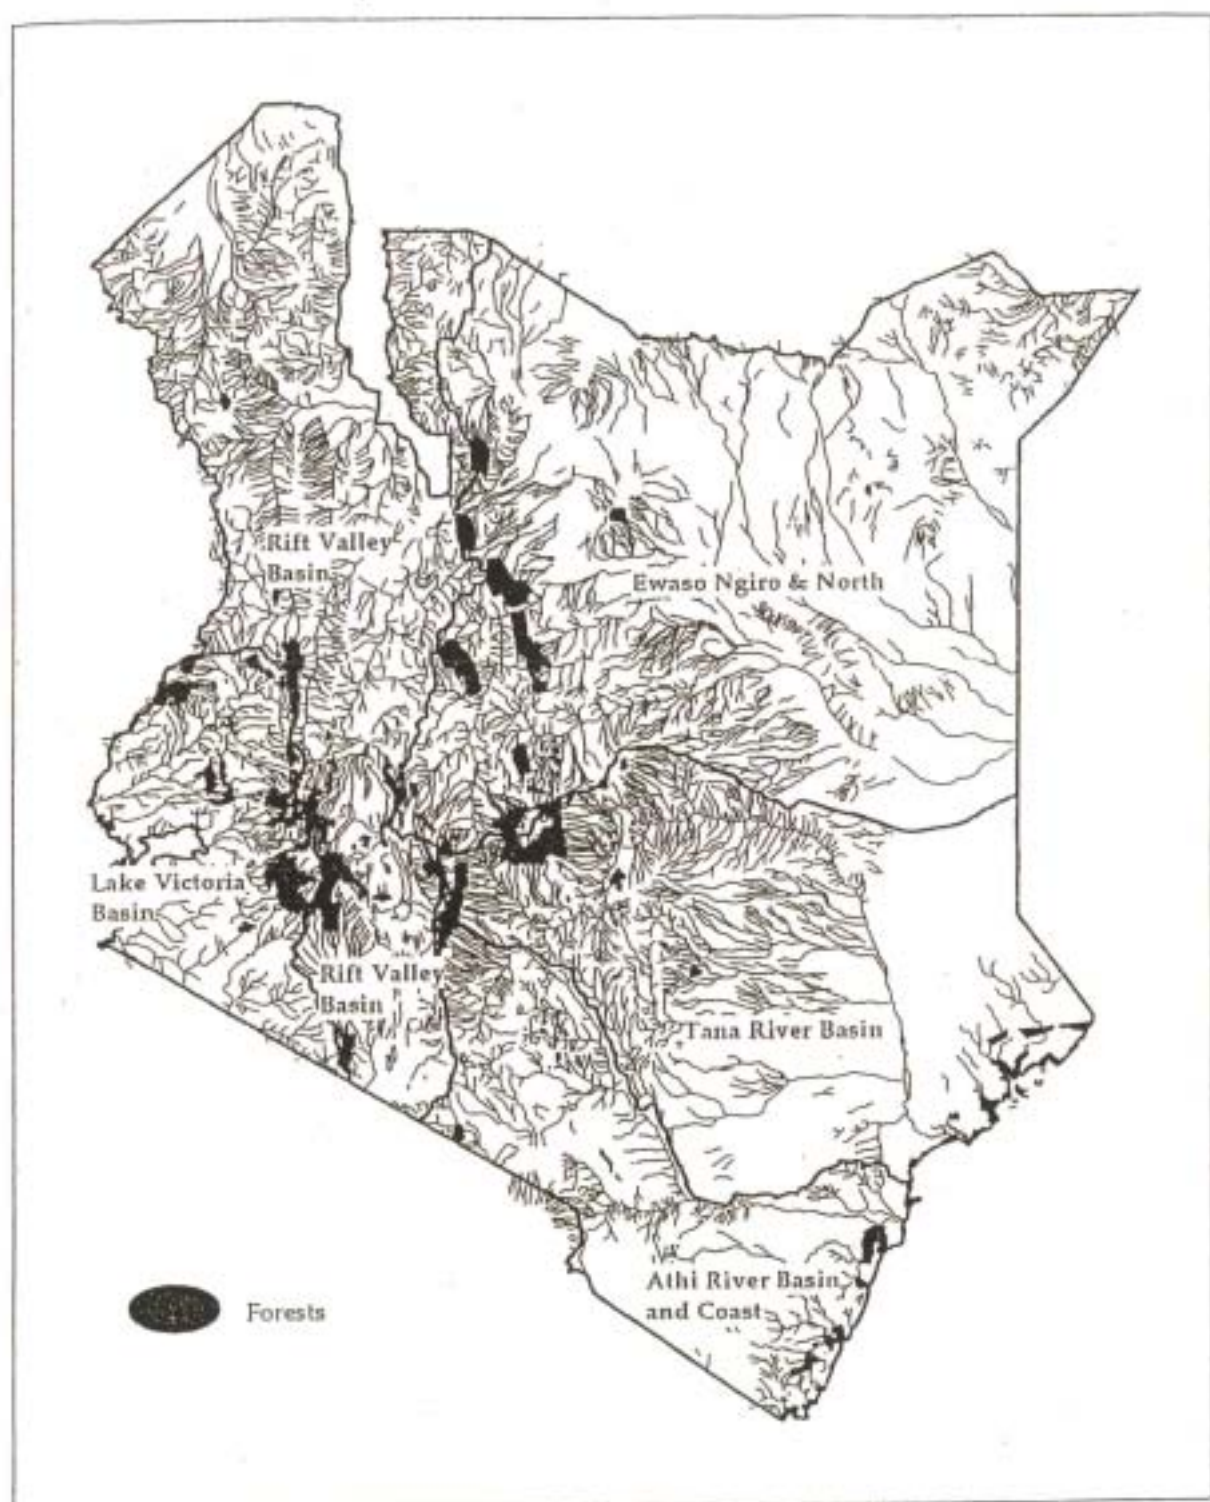 Rift Valley
Basin
Ewaso Ngiro & North
Lake Victoria
Basin
Rift Valley
Basin
Tana River Basin
Athi River Basin
and Coast
Forests